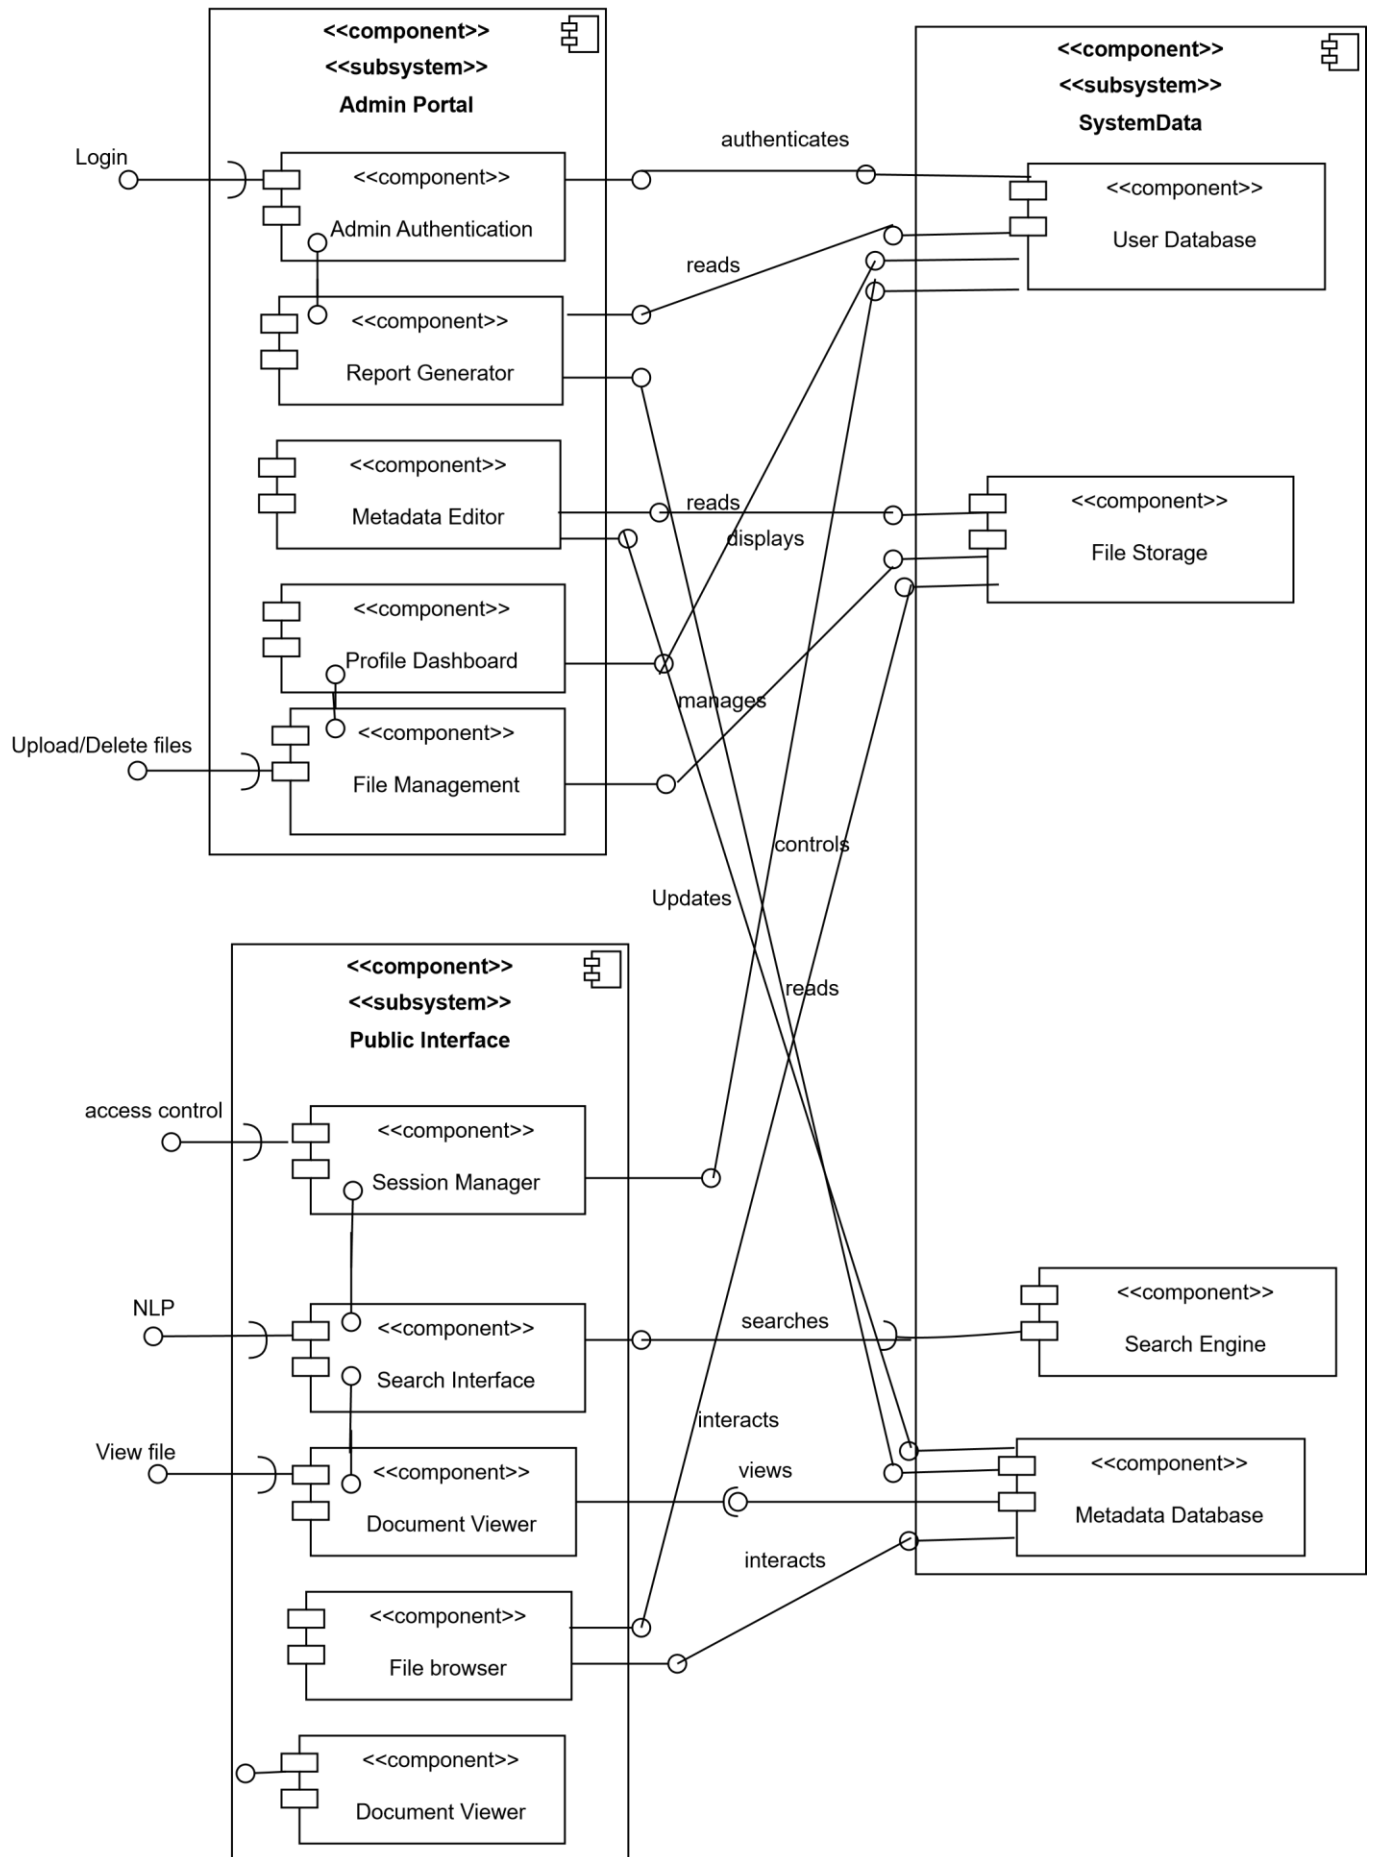 <<component>>
<<subsystem>>
Admin Portal
Login
<<component>>
Admin Authentication
<<component>>
Report Generator
<<component>>
Metadata Editor
<<component>>
Profile Dashboard
Upload/Delete files
<<component>>
File Management
authenticates
reads
reads
displays
manages
controls
Updates
reads
<<component>>
<<subsystem>>
SystemData
<<component>>
User Database
<<component>>
File Storage
<<component>>
Search Engine
<<component>>
Metadata Database
<<component>>
<<subsystem>>
Public Interface
access control
<<component>>
Session Manager
NLP
<<component>>
Search Interface
searches
View file
<<component>>
Document Viewer
interacts
views
interacts
<<component>>
File browser
<<component>>
Document Viewer